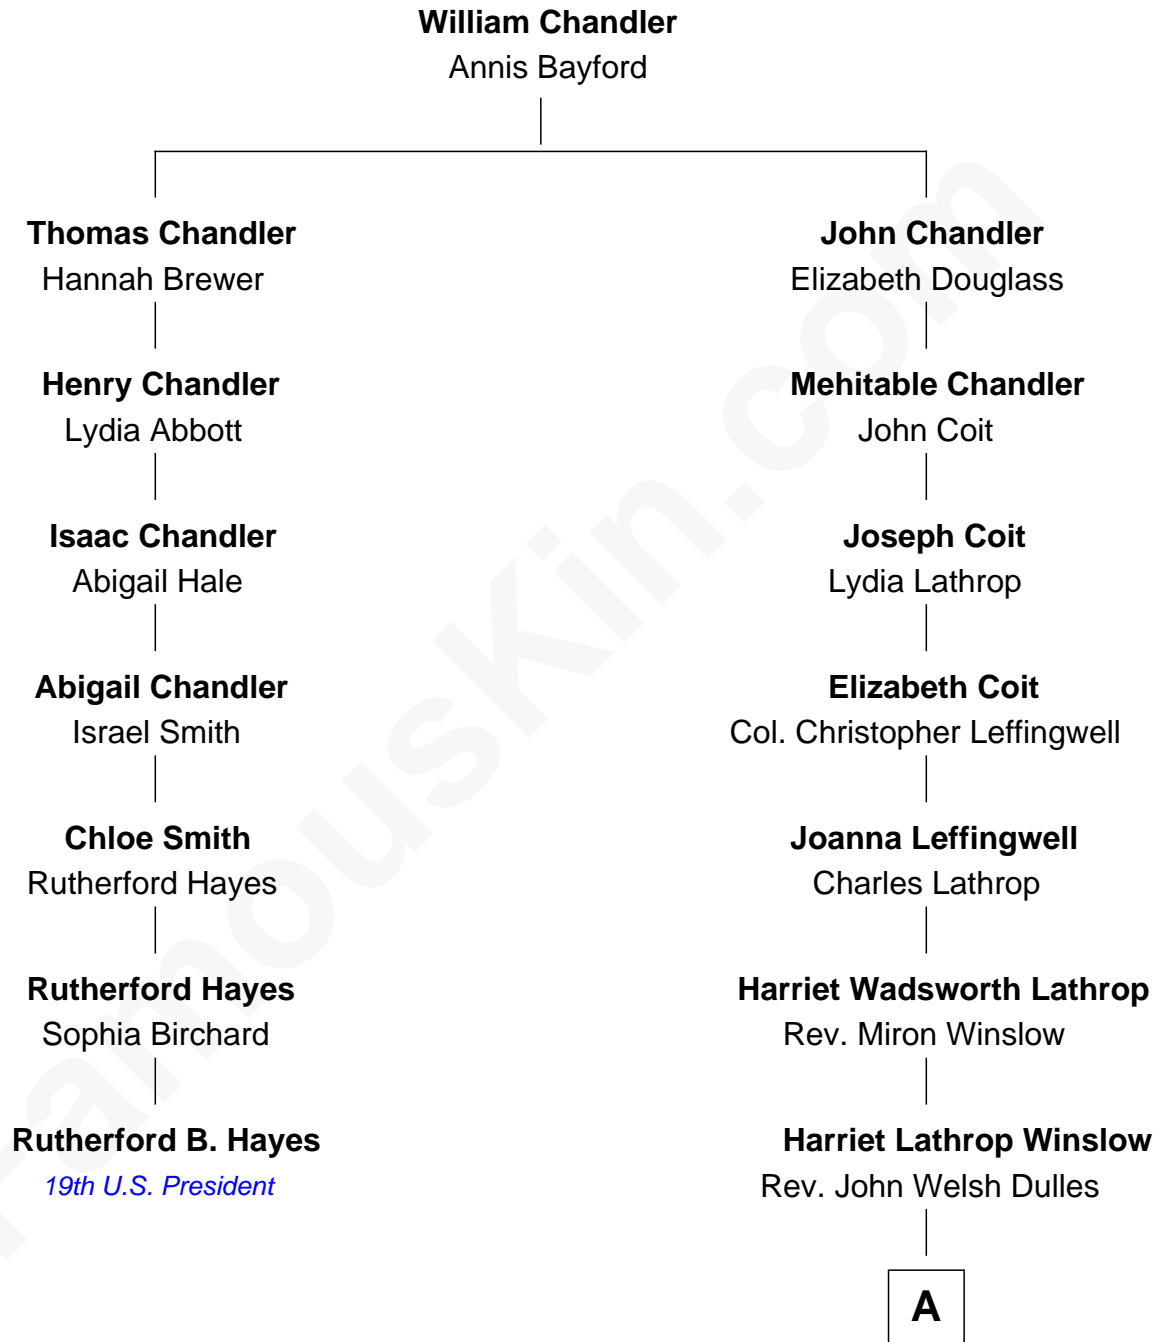 William Chandler
Annis Bayford
Thomas Chandler
Hannah Brewer
Henry Chandler
Lydia Abbott
Isaac Chandler
Abigail Hale
Abigail Chandler
Israel Smith
Chloe Smith
Rutherford Hayes
Rutherford Hayes
Sophia Birchard
Rutherford B. Hayes
19th U.S. President
John Chandler
Elizabeth Douglass
Mehitable Chandler
John Coit
Joseph Coit
Lydia Lathrop
Elizabeth Coit
Col. Christopher Leffingwell
Joanna Leffingwell
Charles Lathrop
Harriet Wadsworth Lathrop
Rev. Miron Winslow
Harriet Lathrop Winslow
Rev. John Welsh Dulles
A
FamousKin.com